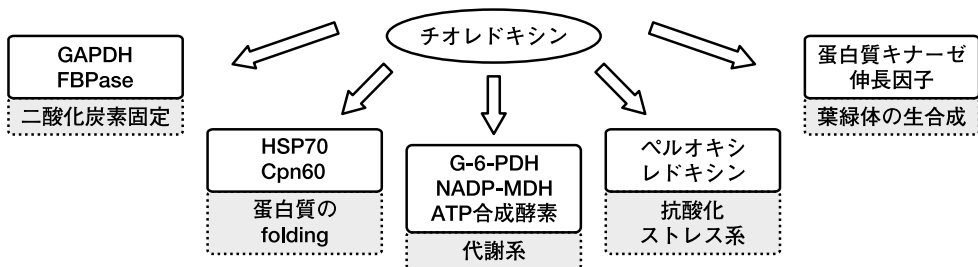 チオレドキシン
GAPDH
FBPase
二酸化炭素固定
HSP70
Cpn60
蛋白質の
folding
G-6-PDH
NADP-MDH
ATP合成酵素
代謝系
ペルオキシ
レドキシン
抗酸化
ストレス系
蛋白質キナーゼ
伸長因子
葉緑体の生合成